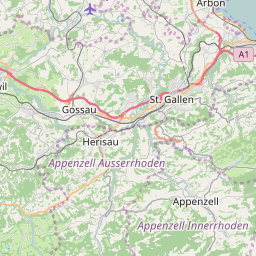 Arbon
A1
St. Gallen
Gossau
wil
Herisau
Appenzell Ausserrhoden
Appenzell
Appenzell Innerrhoden